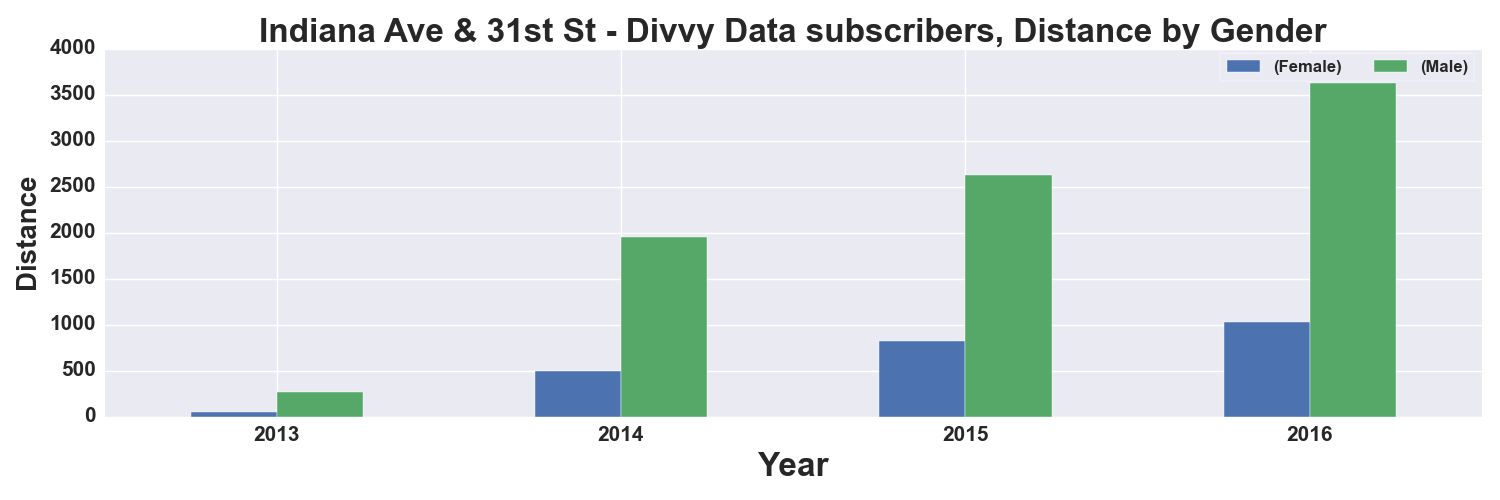 Indiana Ave & 31st St - Divvy Data subscribers, Distance by Gender
(Female) (Male)
Distance
4000
3500
3000
2500
2000
1500
1000
500
0
2013 2014 2015 2016
Year